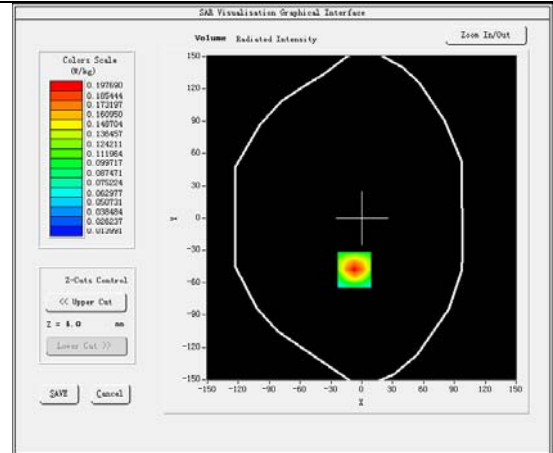 SAR Visualisation Graphical Interface
Volume Radiated Intensity
Zoom In/Out
Colors Scale
(W/kg)
0.197690
0.185444
0.173197
0.160950
0.148704
0.136457
0.124211
0.111964
0.099717
0.087471
0.075224
0.062977
0.050731
0.038484
0.026237
150
120
90
60
30
0
-30
-60
-90
-120
-150
Y
-150 -120 -90 -60 -30 0 30 60 90 120 150
X
Z-Cuts Control
<< Upper Cut
Z = 4.0 mm
Lower Cut >>
SAVE Cancel